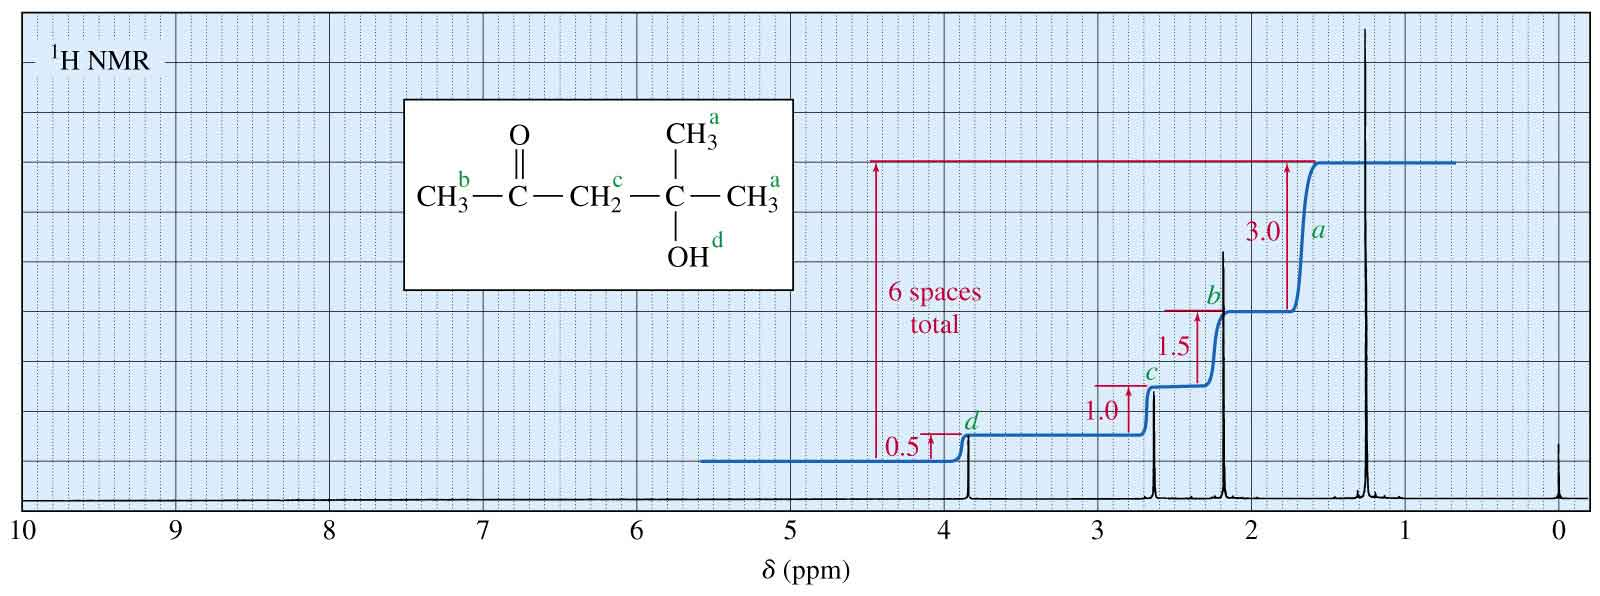 ¹H NMR
CH₃ᵃ
O
CH₃ᵇ—C—CH₂ᶜ—C—CH₃ᵃ
OHᵈ
3.0 a
6 spaces
total
b
1.5
c
1.0
d
0.5
10 9 8 7 6 5 4 3 2 1 0
δ (ppm)